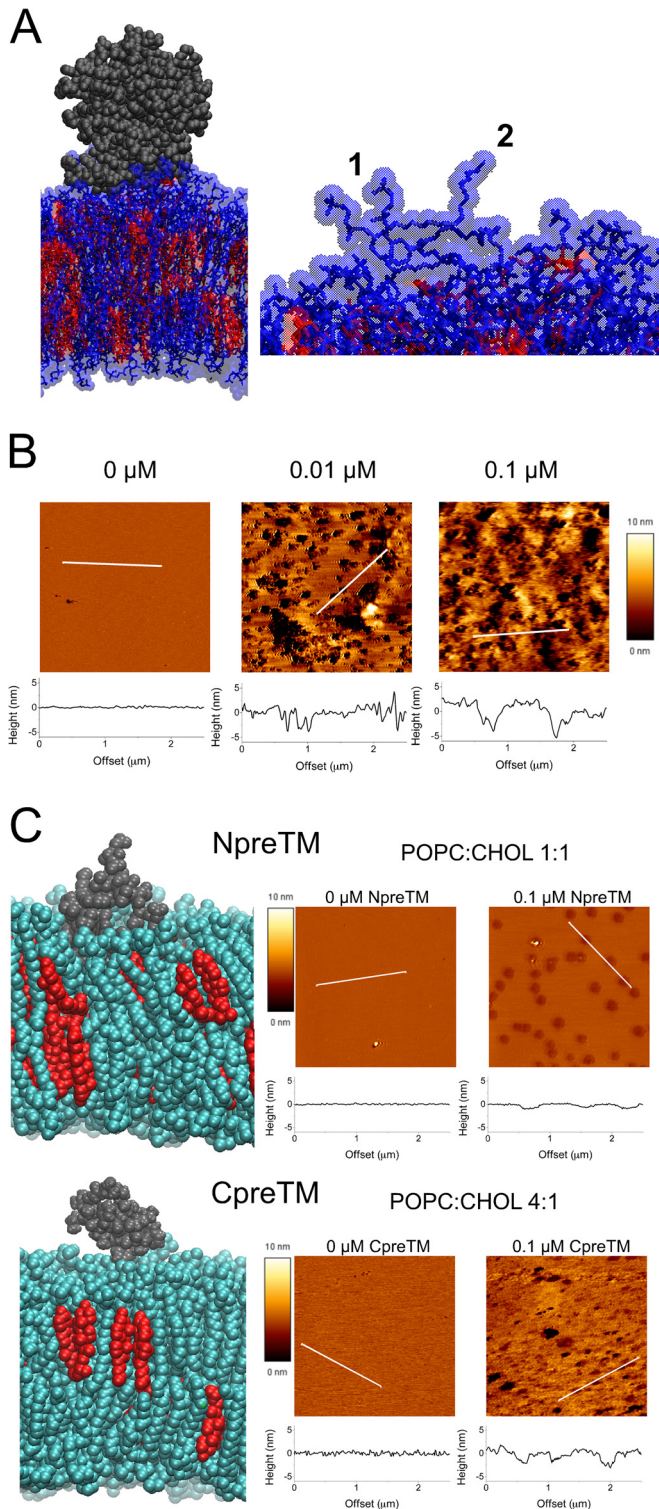 A
1
2
B
0 µM
0.01 µM
0.1 µM
10 nm
0 nm
Height (nm)
5
0
-5
0
1
2
Offset (µm)
Height (nm)
5
0
-5
0
1
2
Offset (µm)
Height (nm)
5
0
-5
0
1
2
Offset (µm)
C
NpreTM
POPC:CHOL 1:1
0 µM NpreTM
0.1 µM NpreTM
10 nm
0 nm
Height (nm)
5
0
-5
0
1
2
Offset (µm)
Height (nm)
5
0
-5
0
1
2
Offset (µm)
CpreTM
POPC:CHOL 4:1
0 µM CpreTM
0.1 µM CpreTM
10 nm
0 nm
Height (nm)
5
0
-5
0
1
2
Offset (µm)
Height (nm)
5
0
-5
0
1
2
Offset (µm)